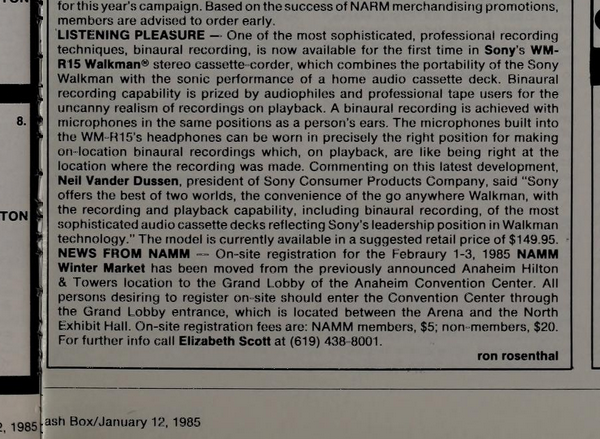 TON
for this year's campaign. Based on the success of NARM merchandising promotions,
members are advised to order early.
LISTENING PLEASURE — One of the most sophisticated, professional recording
techniques, binaural recording, is now available for the first time in Sony's WM-
R15 Walkman® stereo cassette-corder, which combines the portability of the Sony
Walkman with the sonic performance of a home audio cassette deck. Binaural
recording capability is prized by audiophiles and professional tape users for the
uncanny realism of recordings on playback. A binaural recording is achieved with
microphones in the same positions as a person's ears. The microphones built into
the WM-R15's headphones can be worn in precisely the right position for making
on-location binaural recordings which, on playback, are like being right at the
location where the recording was made. Commenting on this latest development,
Neil Vander Dussen, president of Sony Consumer Products Company, said "Sony
offers the best of two worlds, the convenience of the go anywhere Walkman, with
the recording and playback capability, including binaural recording, of the most
sophisticated audio cassette decks reflecting Sony's leadership position in Walkman
technology." The model is currently available in a suggested retail price of $149.95.
NEWS FROM NAMM — On-site registration for the Febraury 1-3, 1985 NAMM
Winter Market has been moved from the previously announced Anaheim Hilton
& Towers location to the Grand Lobby of the Anaheim Convention Center. All
persons desiring to register on-site should enter the Convention Center through
the Grand Lobby entrance, which is located between the Arena and the North
Exhibit Hall. On-site registration fees are: NAMM members, $5; non-members, $20.
For further info call Elizabeth Scott at (619) 438-8001.
ron rosenthal
8.
TON
2, 1985
ash Box/January 12, 1985